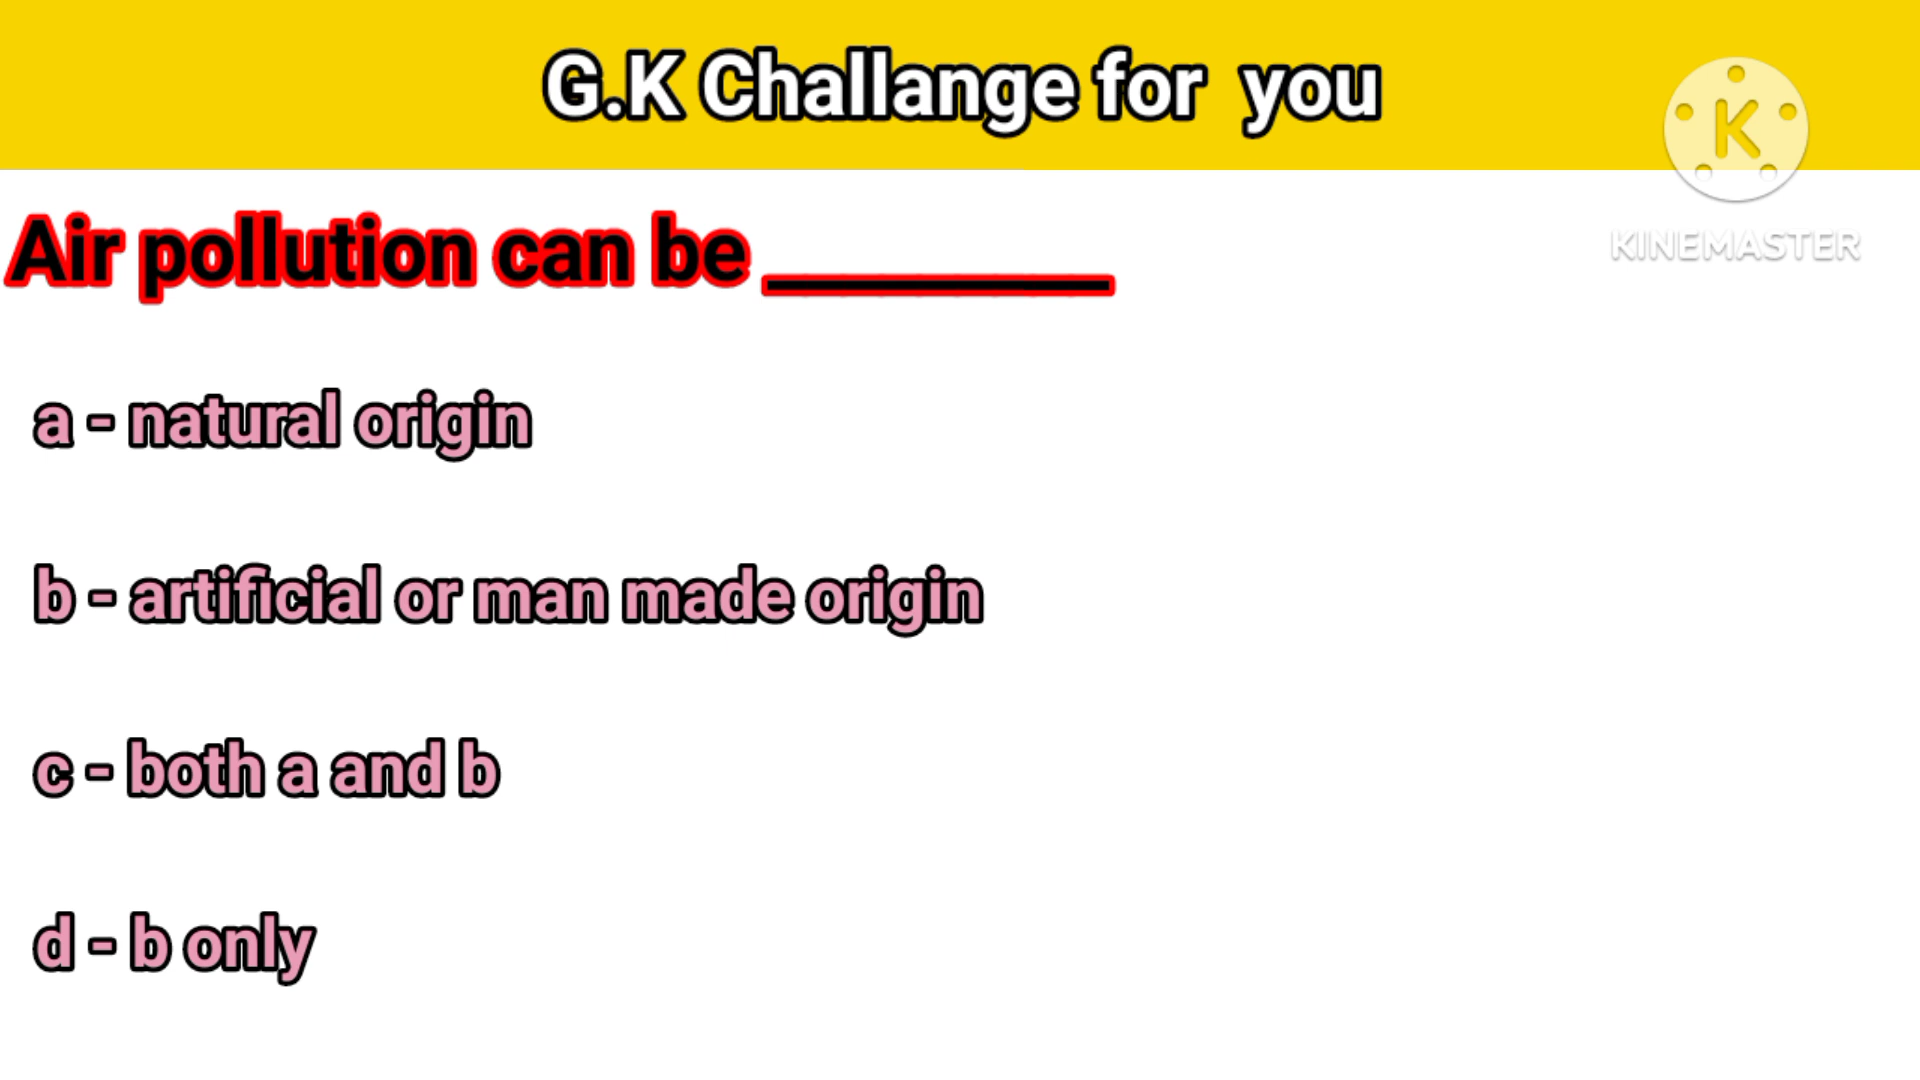 G.K Challange for you
K
KINEMASTER
Air pollution can be ________
a - natural origin
b - artificial or man made origin
c - both a and b
d - b only